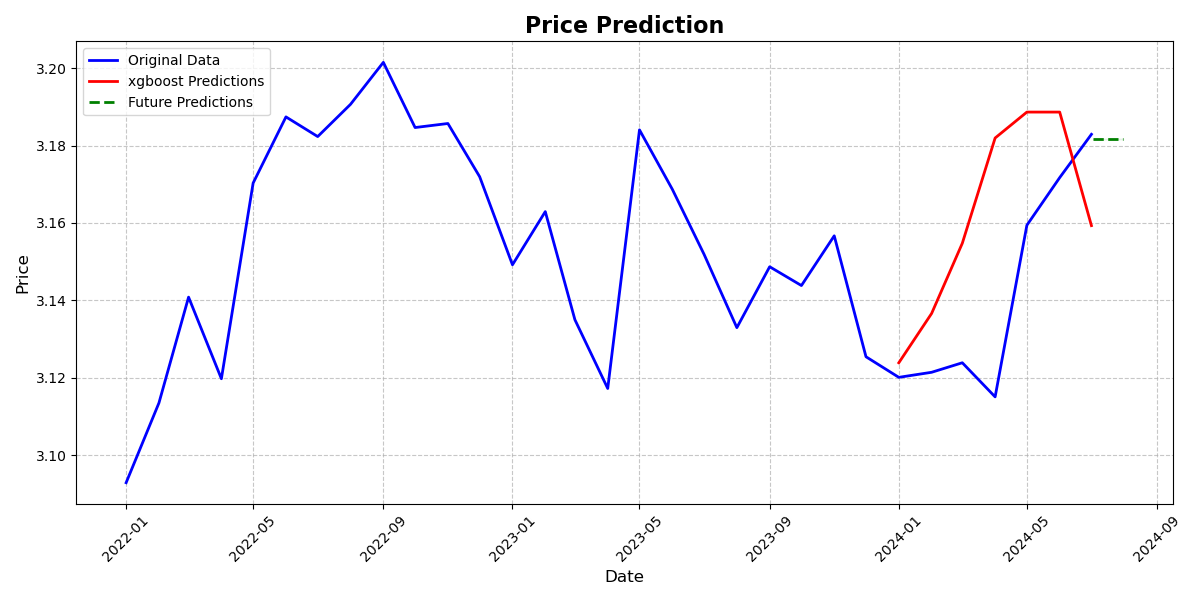 Price Prediction
Original Data
xgboost Predictions
Future Predictions
Price
3.20
3.18
3.16
3.14
3.12
3.10
2022-01
2022-05
2022-09
2023-01
2023-05
2023-09
2024-01
2024-05
2024-09
Date